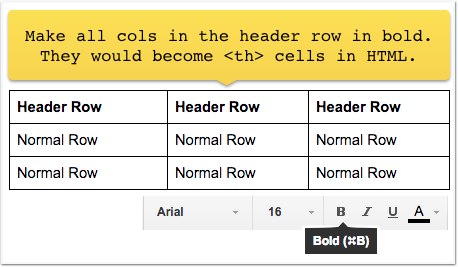 Make all cols in the header row in bold.
They would become <th> cells in HTML.
Header Row Header Row Header Row
Normal Row Normal Row Normal Row
Normal Row Normal Row Normal Row
Arial 16 B I U A
Bold (⌘B)